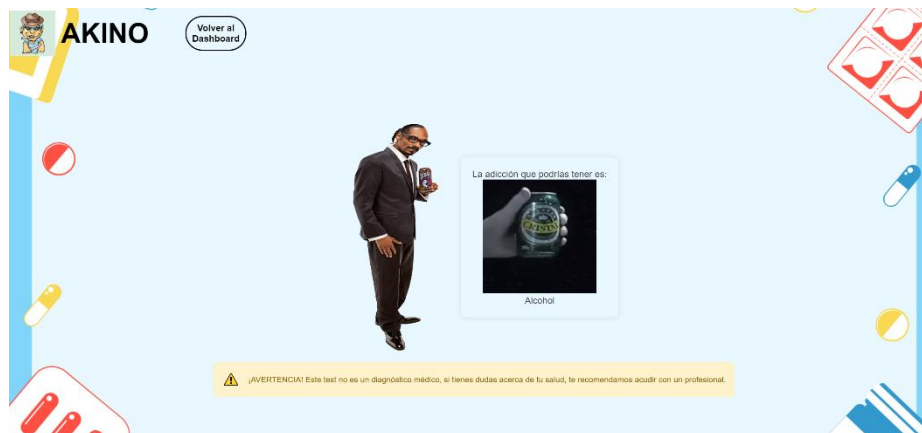 AKINO
Volver al
Dashboard
La adicción que podrías tener es:
CRISTAL
Alcohol
¡AVERTENCIA! Este test no es un diagnóstico médico, si tienes dudas acerca de tu salud, te recomendamos acudir con un profesional.